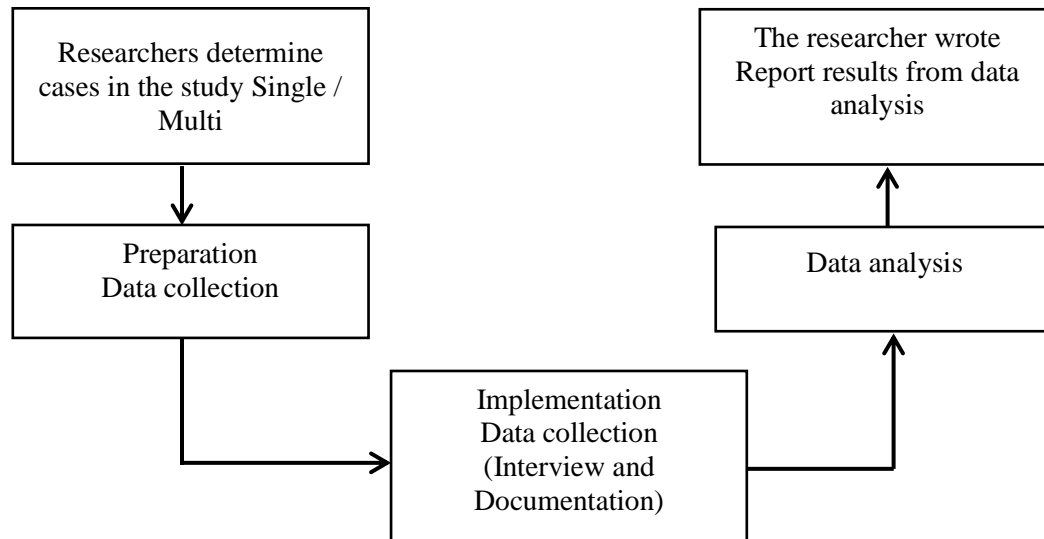 Researchers determine
cases in the study Single /
Multi
Preparation
Data collection
Implementation
Data collection
(Interview and
Documentation)
Data analysis
The researcher wrote
Report results from data
analysis